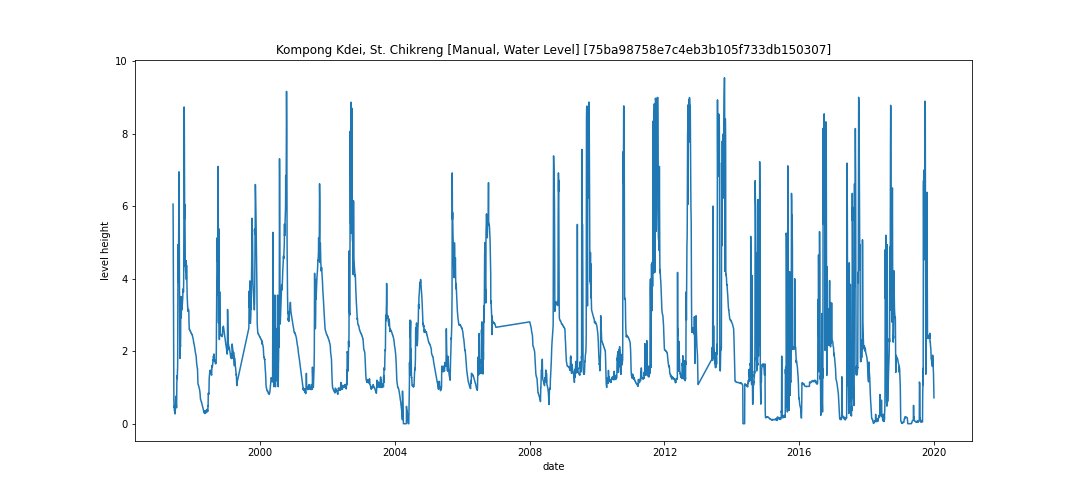 Kompong Kdei, St. Chikreng [Manual, Water Level] [75ba98758e7c4eb3b105f733db150307]
10
8
6
4
2
0
level height
2000 2004 2008 2012 2016 2020
date